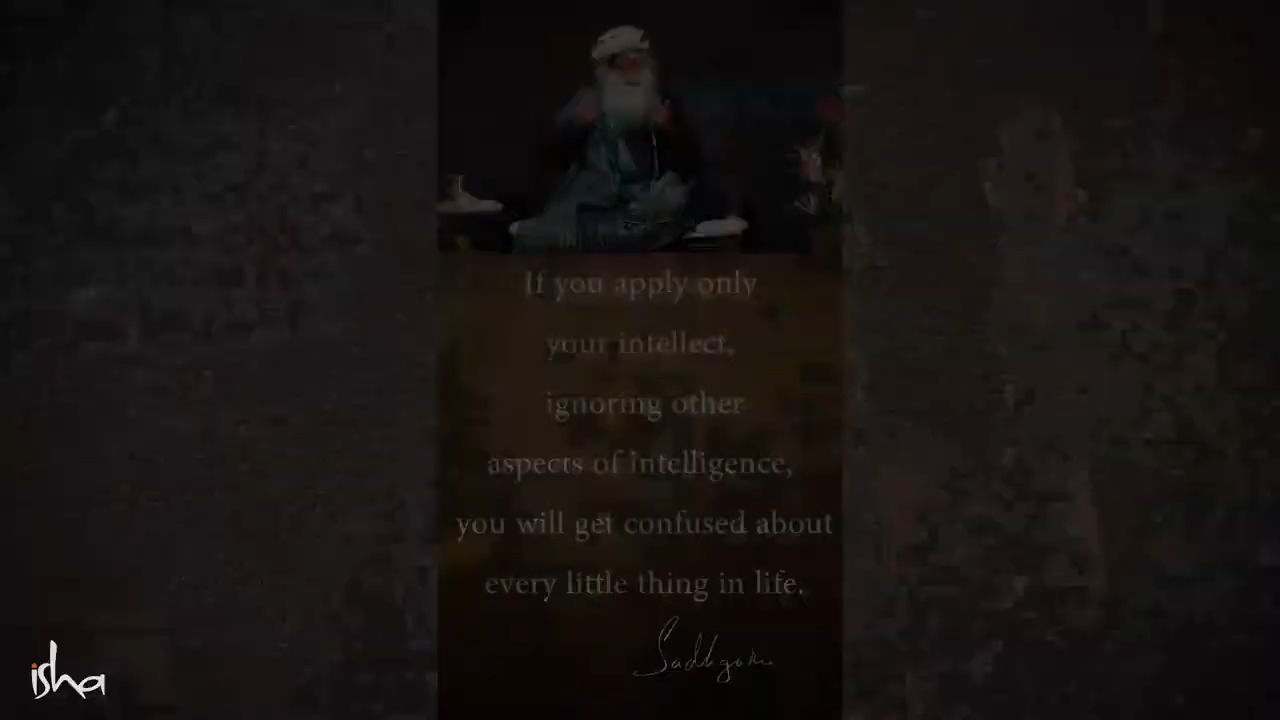 If you apply only
your intellect,
ignoring other
aspects of intelligence,
you will get confused about
every little thing in life.
Sadhguru
isha